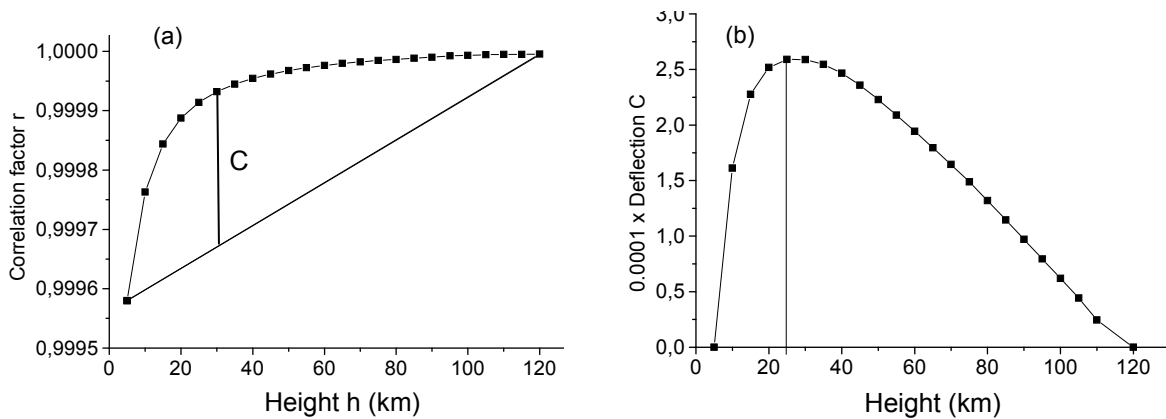 (a)
1,0000
0,9999
0,9998
0,9997
0,9996
0,9995
Correlation factor r
C
0 20 40 60 80 100 120
Height h (km)
(b)
3,0
2,5
2,0
1,5
1,0
0,5
0,0
0.0001 x Deflection C
0 20 40 60 80 100 120
Height (km)